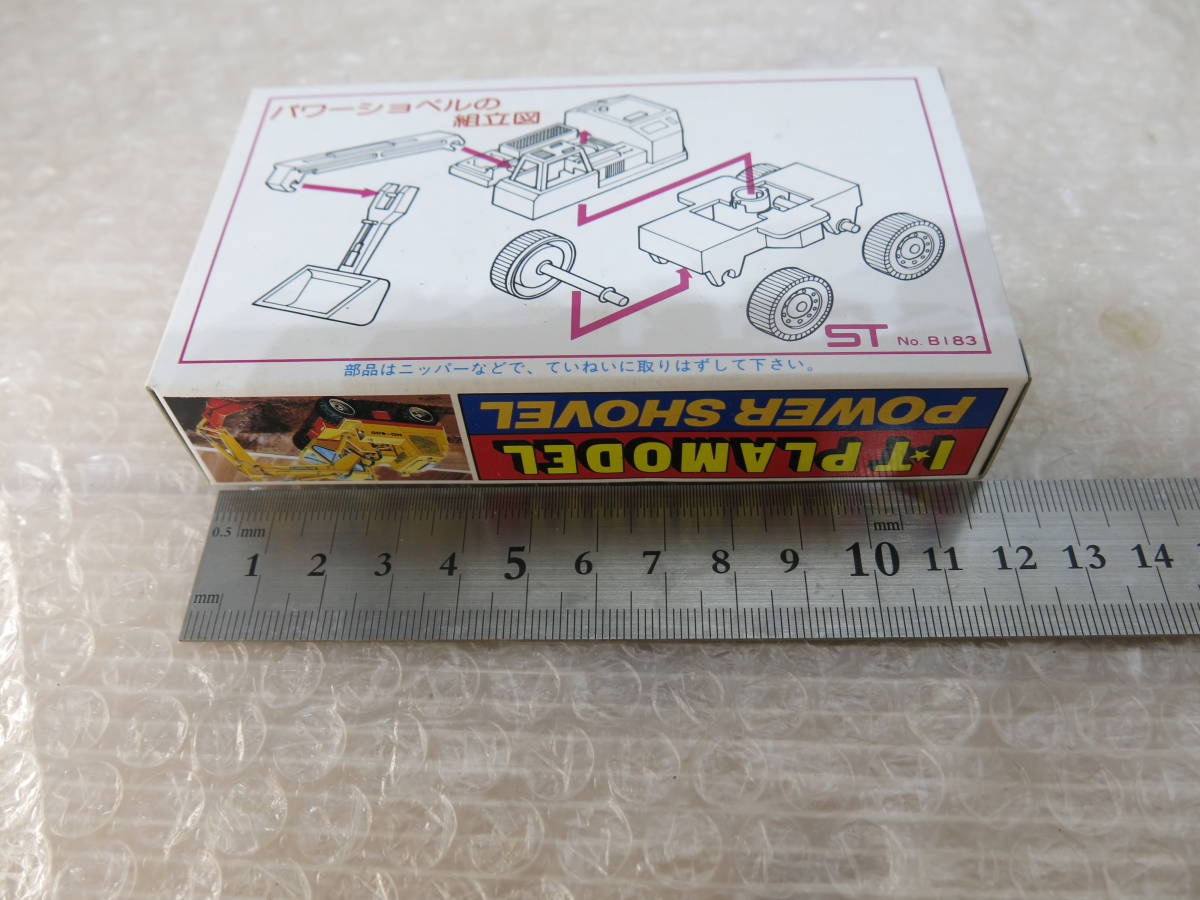 パワーショベルの
組立図
ST No. B183
部品はニッパーなどで、ていねいに取りはずして下さい。
POWER SHOVEL
I☆T PLAMODEL
0.5 mm
mm
1 2 3 4 5 6 7 8 9 10 11 12 13 14
mm